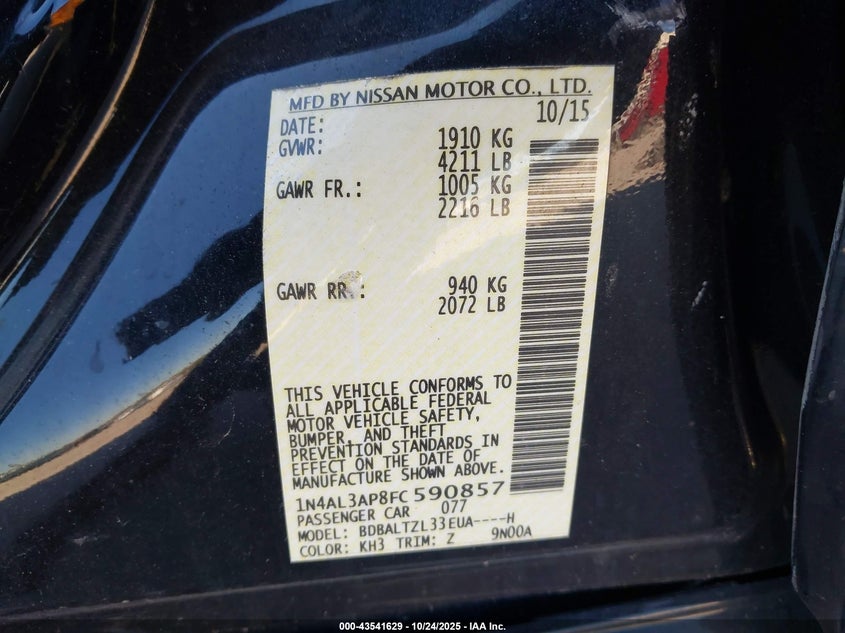 MFD BY NISSAN MOTOR CO., LTD.
DATE: 10/15
GVWR: 1910 KG
4211 LB
GAWR FR.: 1005 KG
2216 LB
GAWR RR.: 940 KG
2072 LB
THIS VEHICLE CONFORMS TO
ALL APPLICABLE FEDERAL
MOTOR VEHICLE SAFETY,
BUMPER, AND THEFT
PREVENTION STANDARDS IN
EFFECT ON THE DATE OF
MANUFACTURE SHOWN ABOVE.
1N4AL3AP8FC590857
PASSENGER CAR 077
MODEL: BDBALTZL33EUA----H
COLOR: KH3 TRIM: Z 9N00A
000-43541629 - 10/24/2025 - IAA Inc.